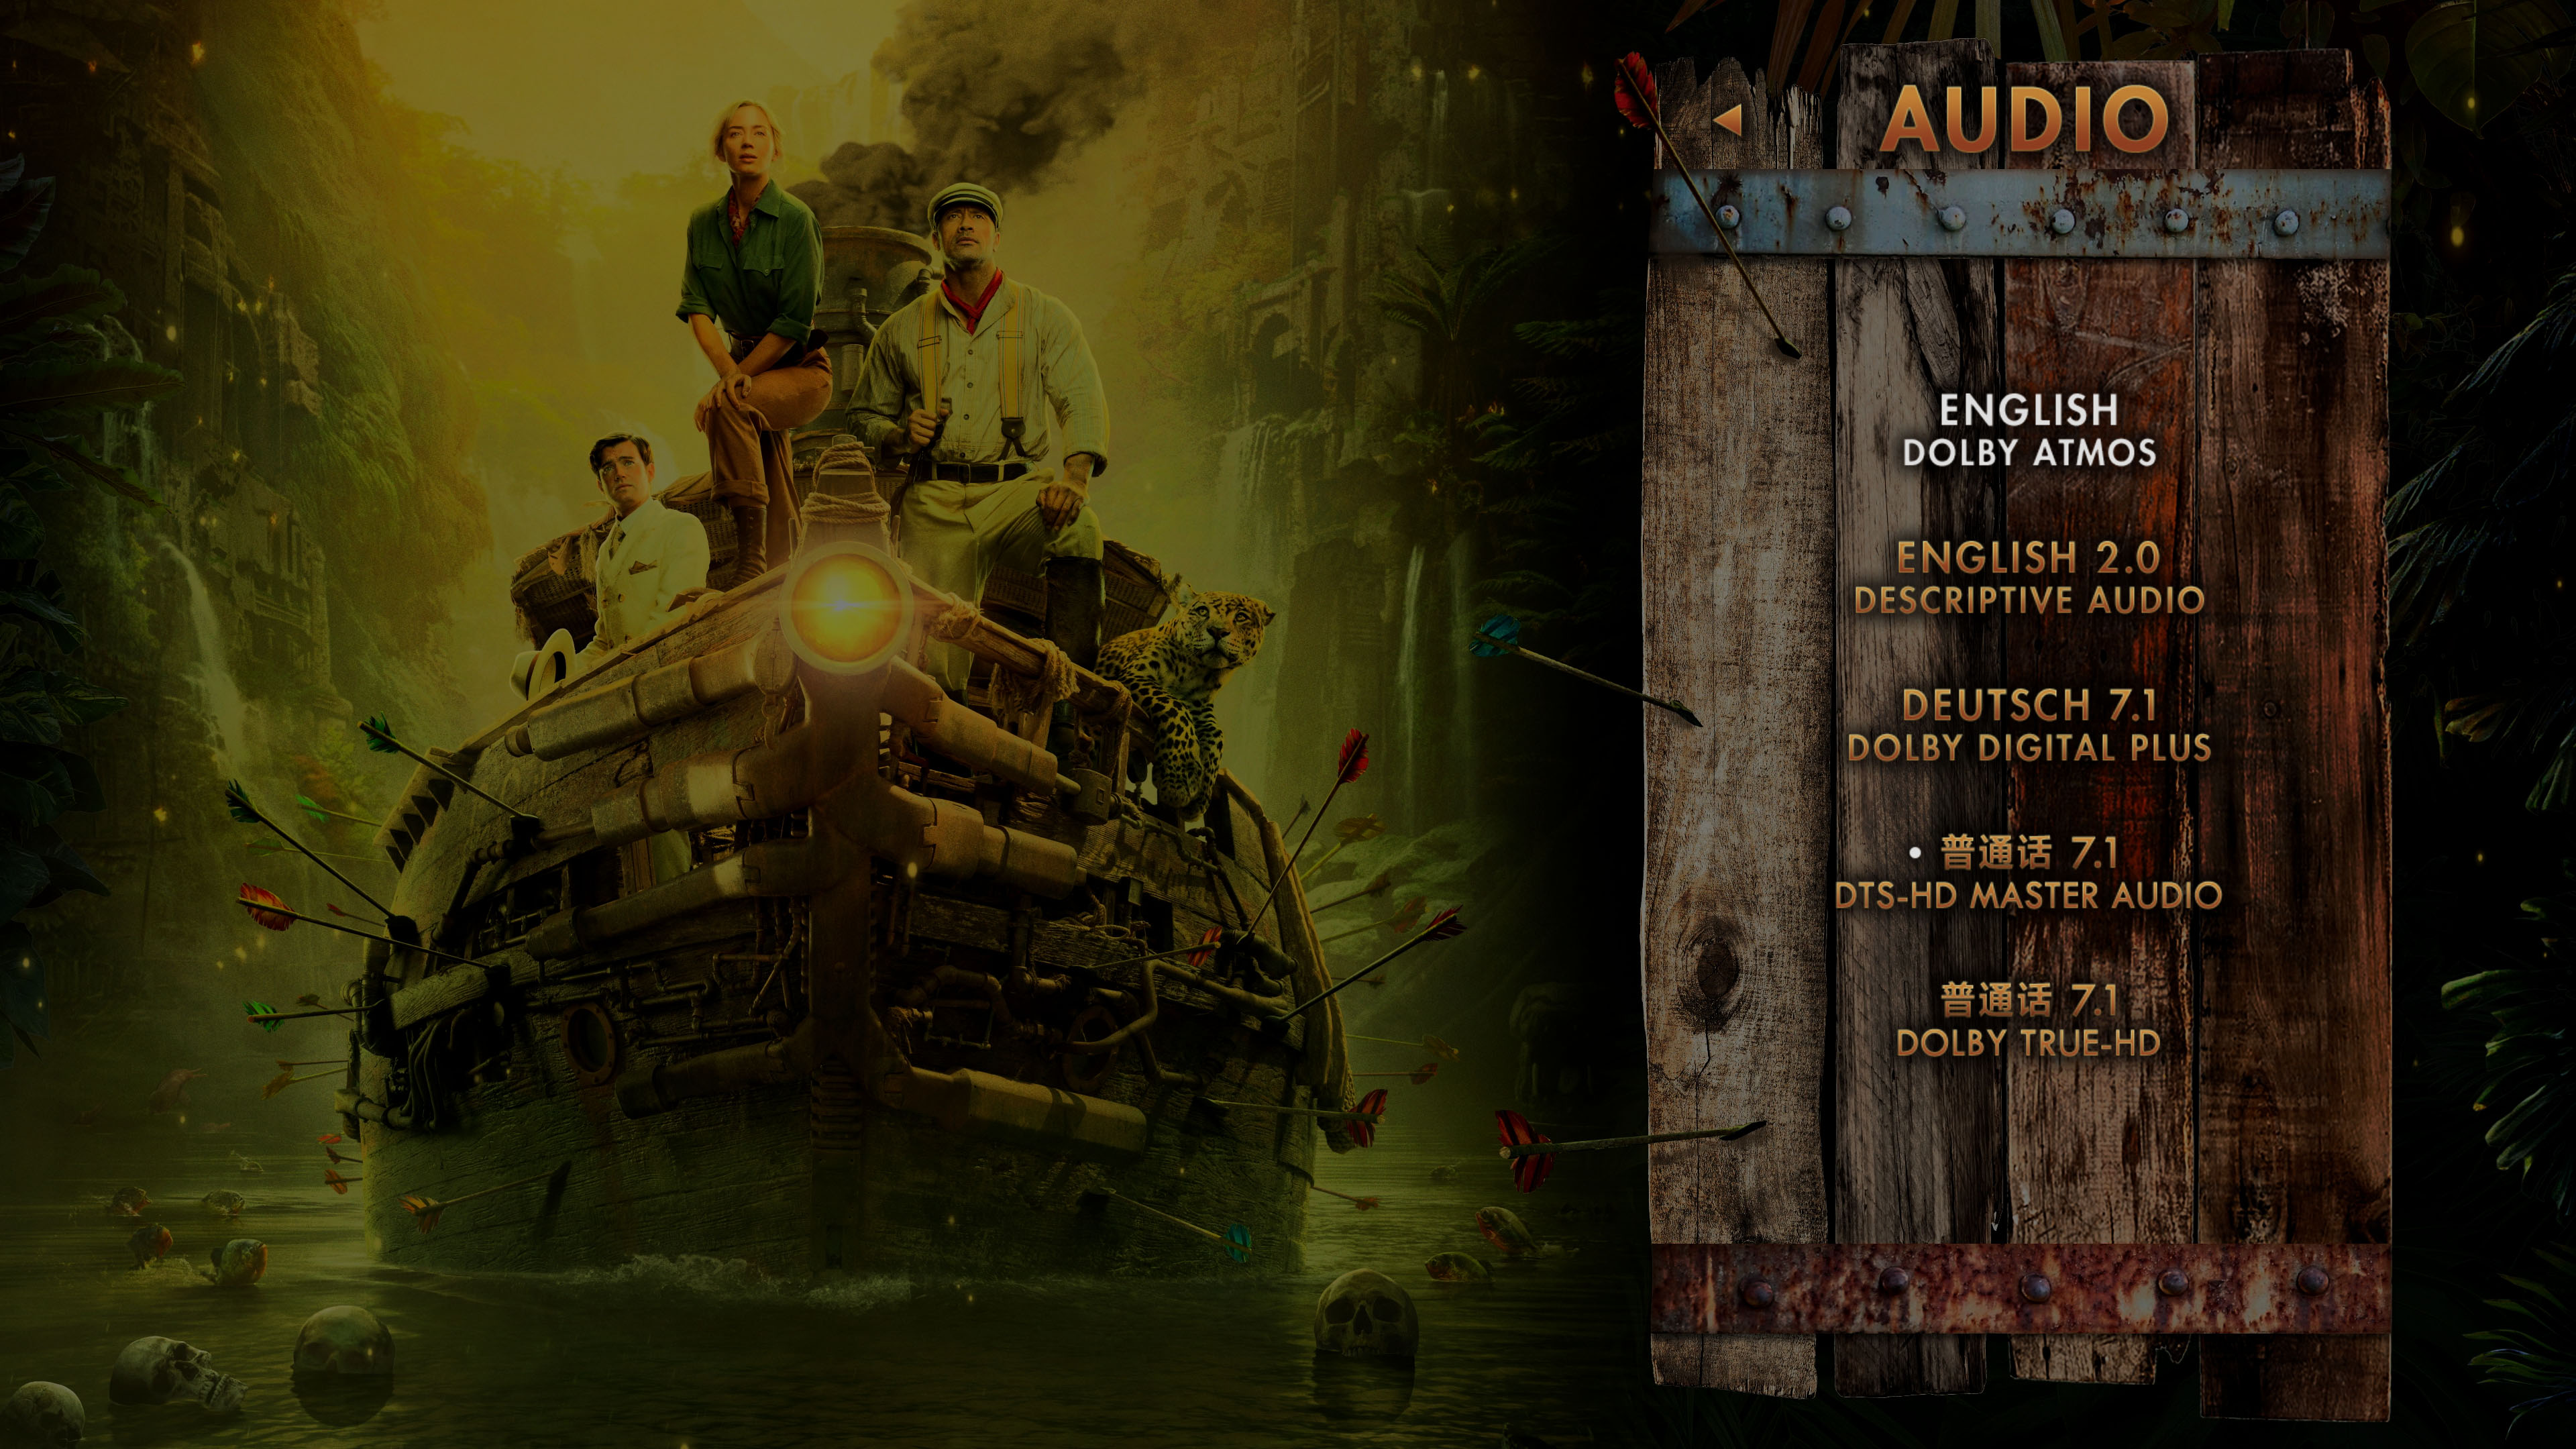 AUDIO
ENGLISH
DOLBY ATMOS
ENGLISH 2.0
DESCRIPTIVE AUDIO
DEUTSCH 7.1
DOLBY DIGITAL PLUS
• 普通话 7.1
DTS-HD MASTER AUDIO
普通话 7.1
DOLBY TRUE-HD